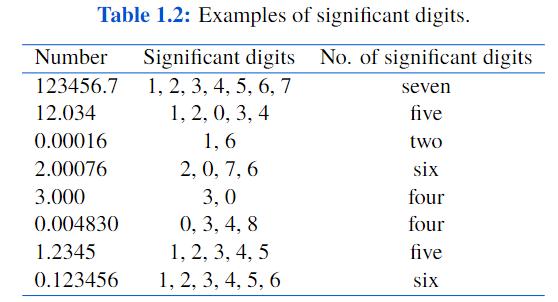 Table 1.2: Examples of significant digits.
Number Significant digits No. of significant digits
123456.7 1, 2, 3, 4, 5, 6, 7 seven
12.034 1, 2, 0, 3, 4 five
0.00016 1, 6 two
2.00076 2, 0, 7, 6 six
3.000 3, 0 four
0.004830 0, 3, 4, 8 four
1.2345 1, 2, 3, 4, 5 five
0.123456 1, 2, 3, 4, 5, 6 six